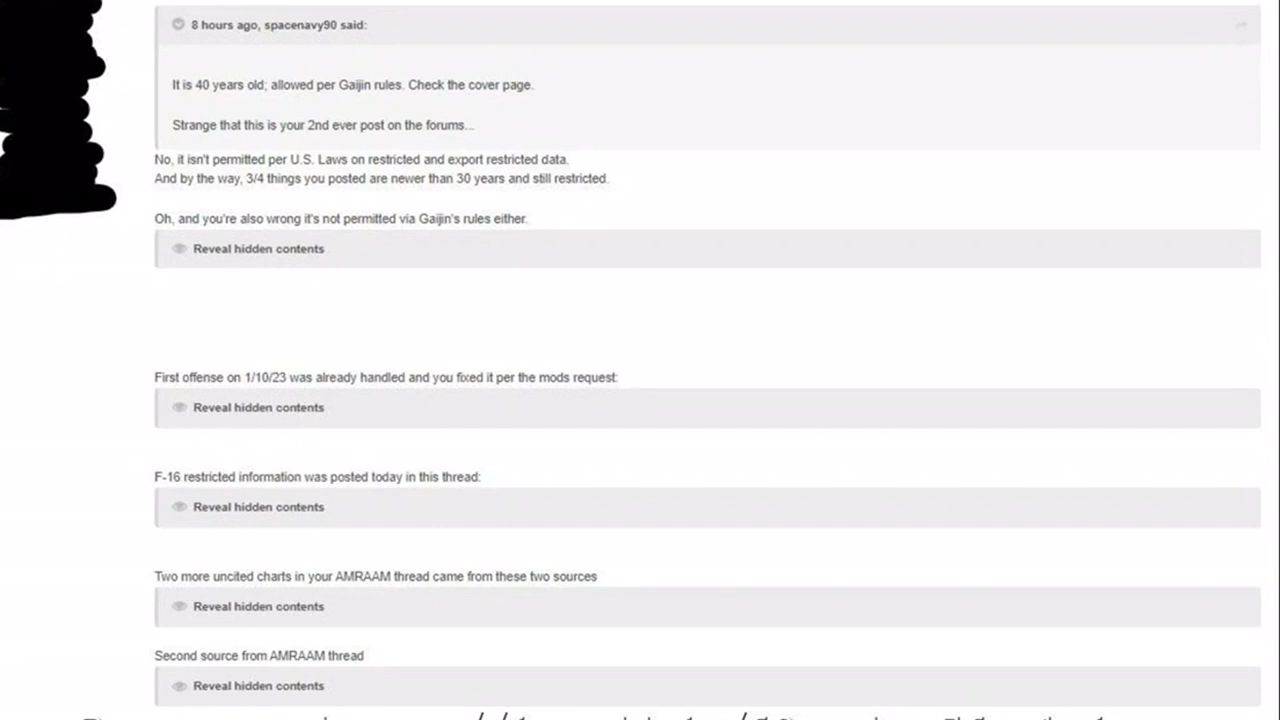 8 hours ago, spacenavy90 said:
It is 40 years old; allowed per Gaijin rules. Check the cover page.
Strange that this is your 2nd ever post on the forums...
No, it isn't permitted per U.S. Laws on restricted and export restricted data.
And by the way, 3/4 things you posted are newer than 30 years and still restricted.
Oh, and you're also wrong it's not permitted via Gaijin's rules either.
Reveal hidden contents
First offense on 1/10/23 was already handled and you fixed it per the mods request:
Reveal hidden contents
F-16 restricted information was posted today in this thread:
Reveal hidden contents
Two more uncited charts in your AMRAAM thread came from these two sources
Reveal hidden contents
Second source from AMRAAM thread
Reveal hidden contents